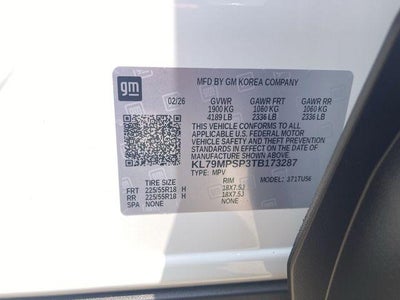 gm
MFD BY GM KOREA COMPANY
02/26 GVWR GAWR FRT GAWR RR
1900 KG 1060 KG 1060 KG
4189 LB 2336 LB 2336 LB
THIS VEHICLE CONFORMS TO ALL
APPLICABLE U.S. FEDERAL MOTOR
VEHICLE SAFETY AND THEFT PREVENTION
STANDARDS IN EFFECT ON THE DATE OF
MANUFACTURE SHOWN ABOVE.
KL79MPSP3TB173287
TYPE: MPV MODEL: 371TU56
TIRE SIZE RIM
FRT 225/55R18 H 18X7.5J
RR 225/55R18 H 18X7.5J
SPA NONE NONE